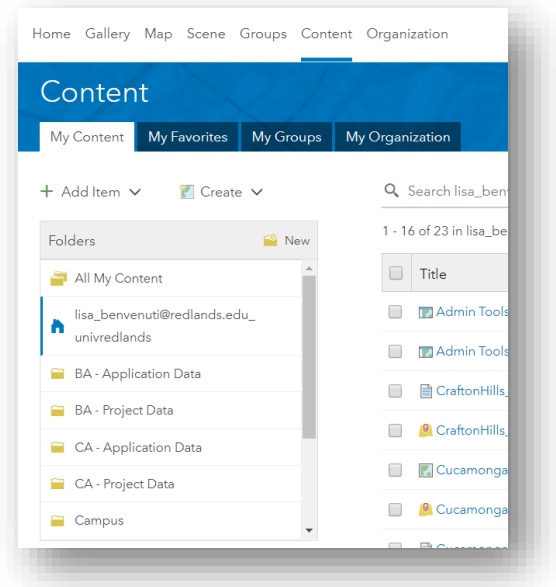 Home Gallery Map Scene Groups Content Organization
Content
My Content My Favorites My Groups My Organization
+ Add Item Create
Search lisa_ben
Folders New
1 - 16 of 23 in lisa_be
Title
All My Content
lisa_benvenuti@redlands.edu_
univredlands
BA - Application Data
BA - Project Data
CA - Application Data
CA - Project Data
Campus
Admin Tools
Admin Tools
CraftonHills_
CraftonHills_
Cucamonga
Cucamonga